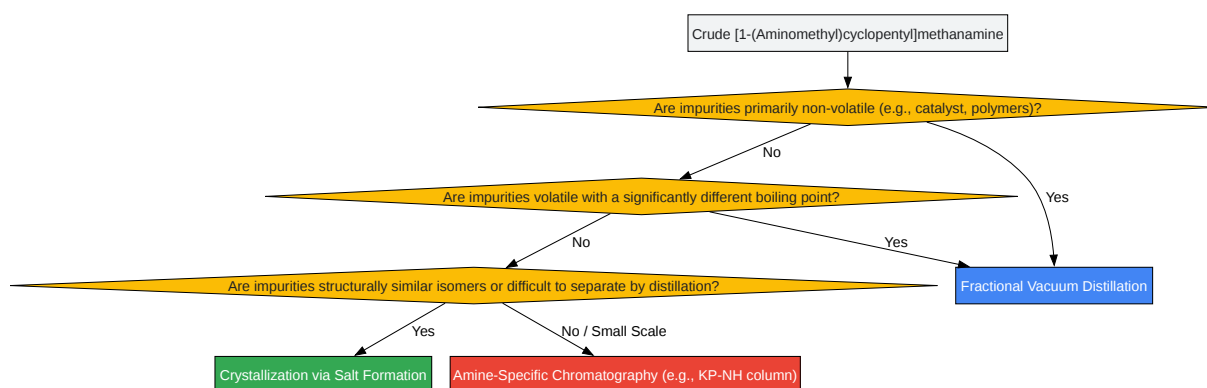 Crude [1-(Aminomethyl)cyclopentyl]methanamine
Are impurities primarily non-volatile (e.g., catalyst, polymers)?
No
Are impurities volatile with a significantly different boiling point?
Yes
No
Yes
Are impurities structurally similar isomers or difficult to separate by distillation?
Fractional Vacuum Distillation
Yes
No / Small Scale
Crystallization via Salt Formation
Amine-Specific Chromatography (e.g., KP-NH column)